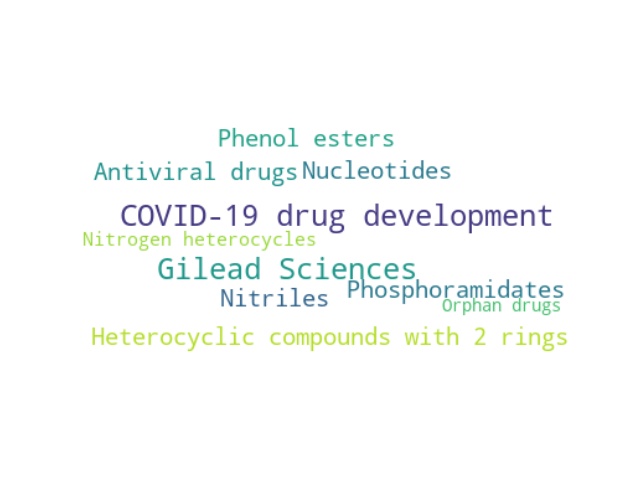 Phenol esters
Antiviral drugs Nucleotides
COVID-19 drug development
Nitrogen heterocycles
Gilead Sciences
Nitriles Phosphoramidates
Orphan drugs
Heterocyclic compounds with 2 rings